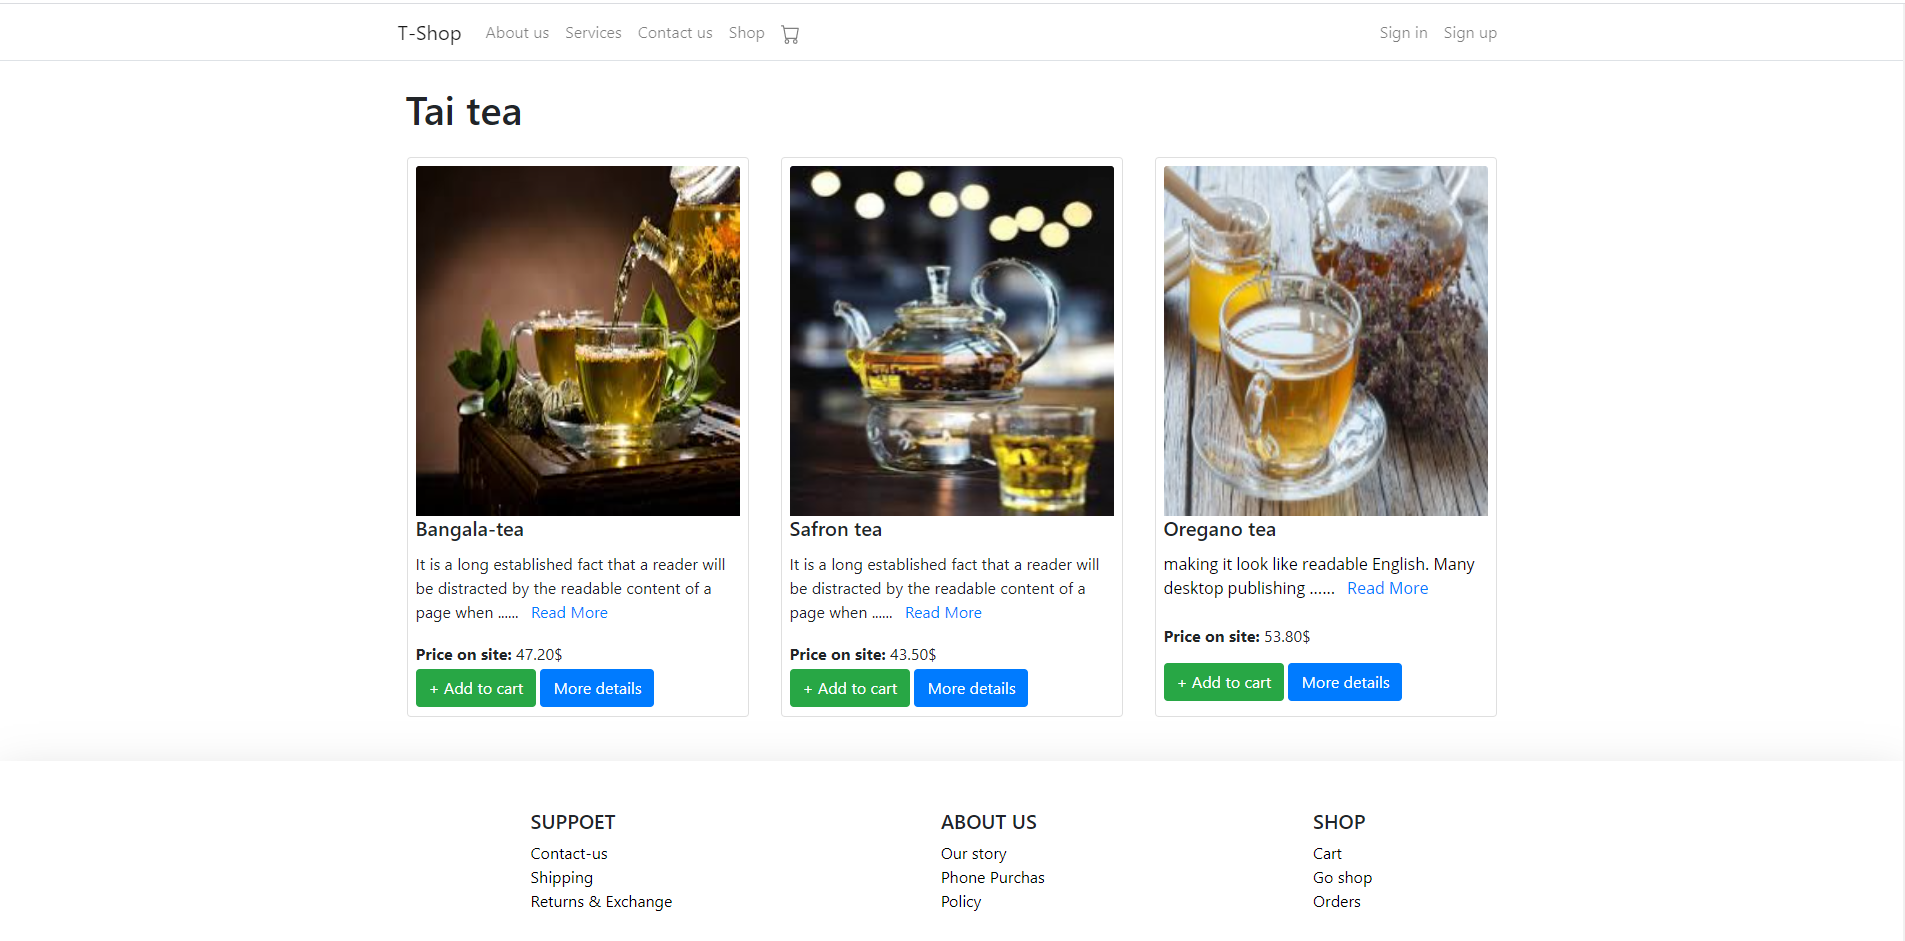 T-Shop About us Services Contact us Shop Sign in Sign up
Tai tea
Bangala-tea
It is a long established fact that a reader will
be distracted by the readable content of a
page when ...... Read More
Price on site: 47.20$
+ Add to cart More details
Safron tea
It is a long established fact that a reader will
be distracted by the readable content of a
page when ...... Read More
Price on site: 43.50$
+ Add to cart More details
Oregano tea
making it look like readable English. Many
desktop publishing ...... Read More
Price on site: 53.80$
+ Add to cart More details
SUPPOET
Contact-us
Shipping
Returns & Exchange
ABOUT US
Our story
Phone Purchas
Policy
SHOP
Cart
Go shop
Orders